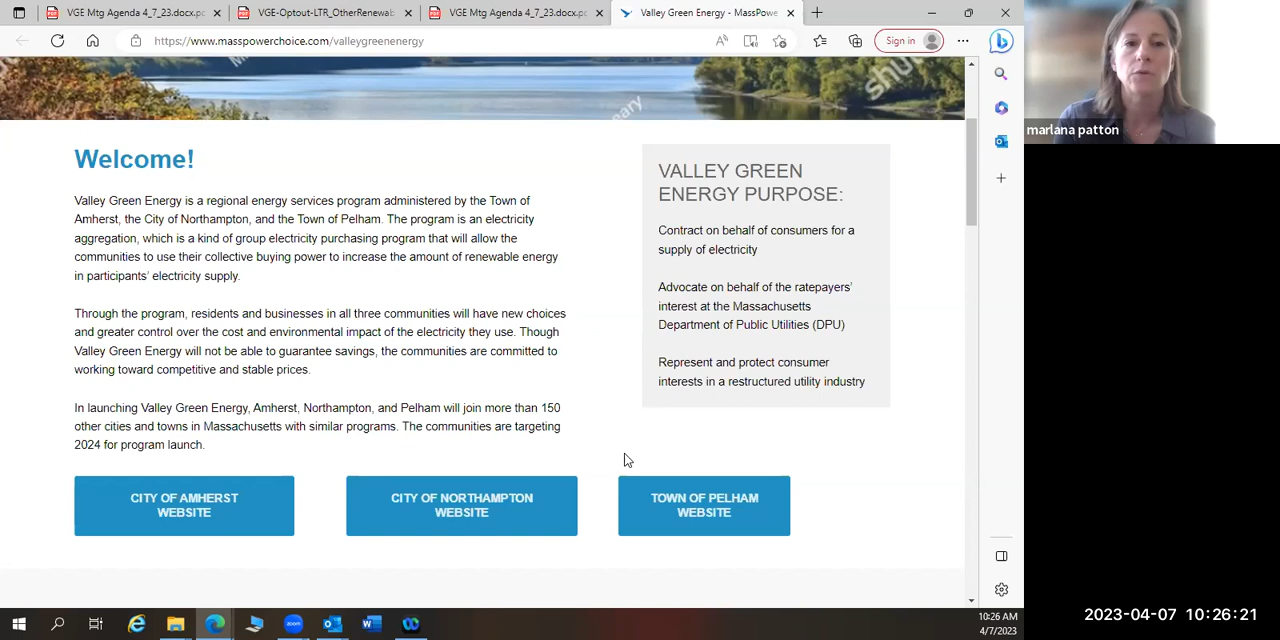 VGE Mtg Agenda 4_7_23.docx.pc
VGE-Optout-LTR_OtherRenewab
VGE Mtg Agenda 4_7_23.docx.pc
Valley Green Energy - MassPowe
https://www.masspowerchoice.com/valleygreenenergy
Sign in
marlana patton
Welcome!
Valley Green Energy is a regional energy services program administered by the Town of
Amherst, the City of Northampton, and the Town of Pelham. The program is an electricity
aggregation, which is a kind of group electricity purchasing program that will allow the
communities to use their collective buying power to increase the amount of renewable energy
in participants' electricity supply.
Through the program, residents and businesses in all three communities will have new choices
and greater control over the cost and environmental impact of the electricity they use. Though
Valley Green Energy will not be able to guarantee savings, the communities are committed to
working toward competitive and stable prices.
In launching Valley Green Energy, Amherst, Northampton, and Pelham will join more than 150
other cities and towns in Massachusetts with similar programs. The communities are targeting
2024 for program launch.
VALLEY GREEN
ENERGY PURPOSE:
Contract on behalf of consumers for a
supply of electricity
Advocate on behalf of the ratepayers'
interest at the Massachusetts
Department of Public Utilities (DPU)
Represent and protect consumer
interests in a restructured utility industry
CITY OF AMHERST
WEBSITE
CITY OF NORTHAMPTON
WEBSITE
TOWN OF PELHAM
WEBSITE
10:26 AM
4/7/2023
2023-04-07 10:26:21